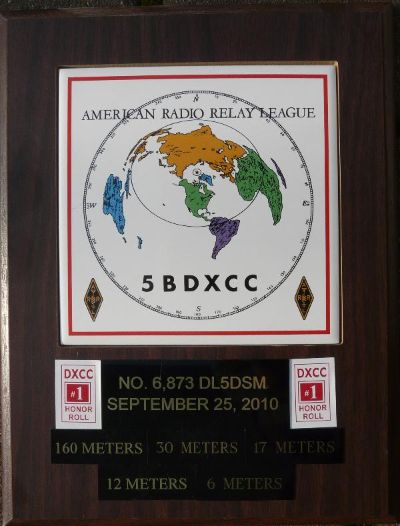 AMERICAN RADIO RELAY LEAGUE
N
W
S
5BDXCC
DXCC
#1
HONOR
ROLL
NO. 6,873 DL5DSM
SEPTEMBER 25, 2010
DXCC
#1
HONOR
ROLL
160 METERS 30 METERS 17 METERS
12 METERS 6 METERS